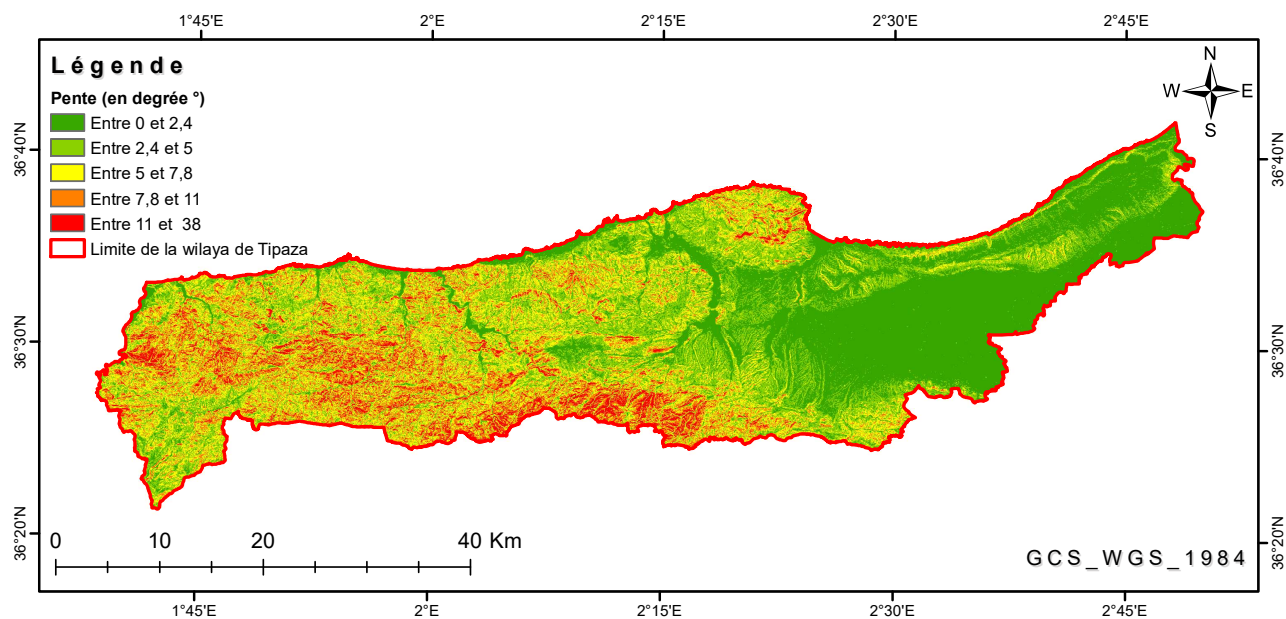 1°45'E 2°E 2°15'E 2°30'E 2°45'E
Légende
Pente (en degrée °)
Entre 0 et 2,4
Entre 2,4 et 5
Entre 5 et 7,8
Entre 7,8 et 11
Entre 11 et 38
Limite de la wilaya de Tipaza
N
W E
S
36°40'N 36°40'N
36°30'N 36°30'N
36°20'N 36°20'N
0 10 20 40 Km
GCS_WGS_1984
1°45'E 2°E 2°15'E 2°30'E 2°45'E